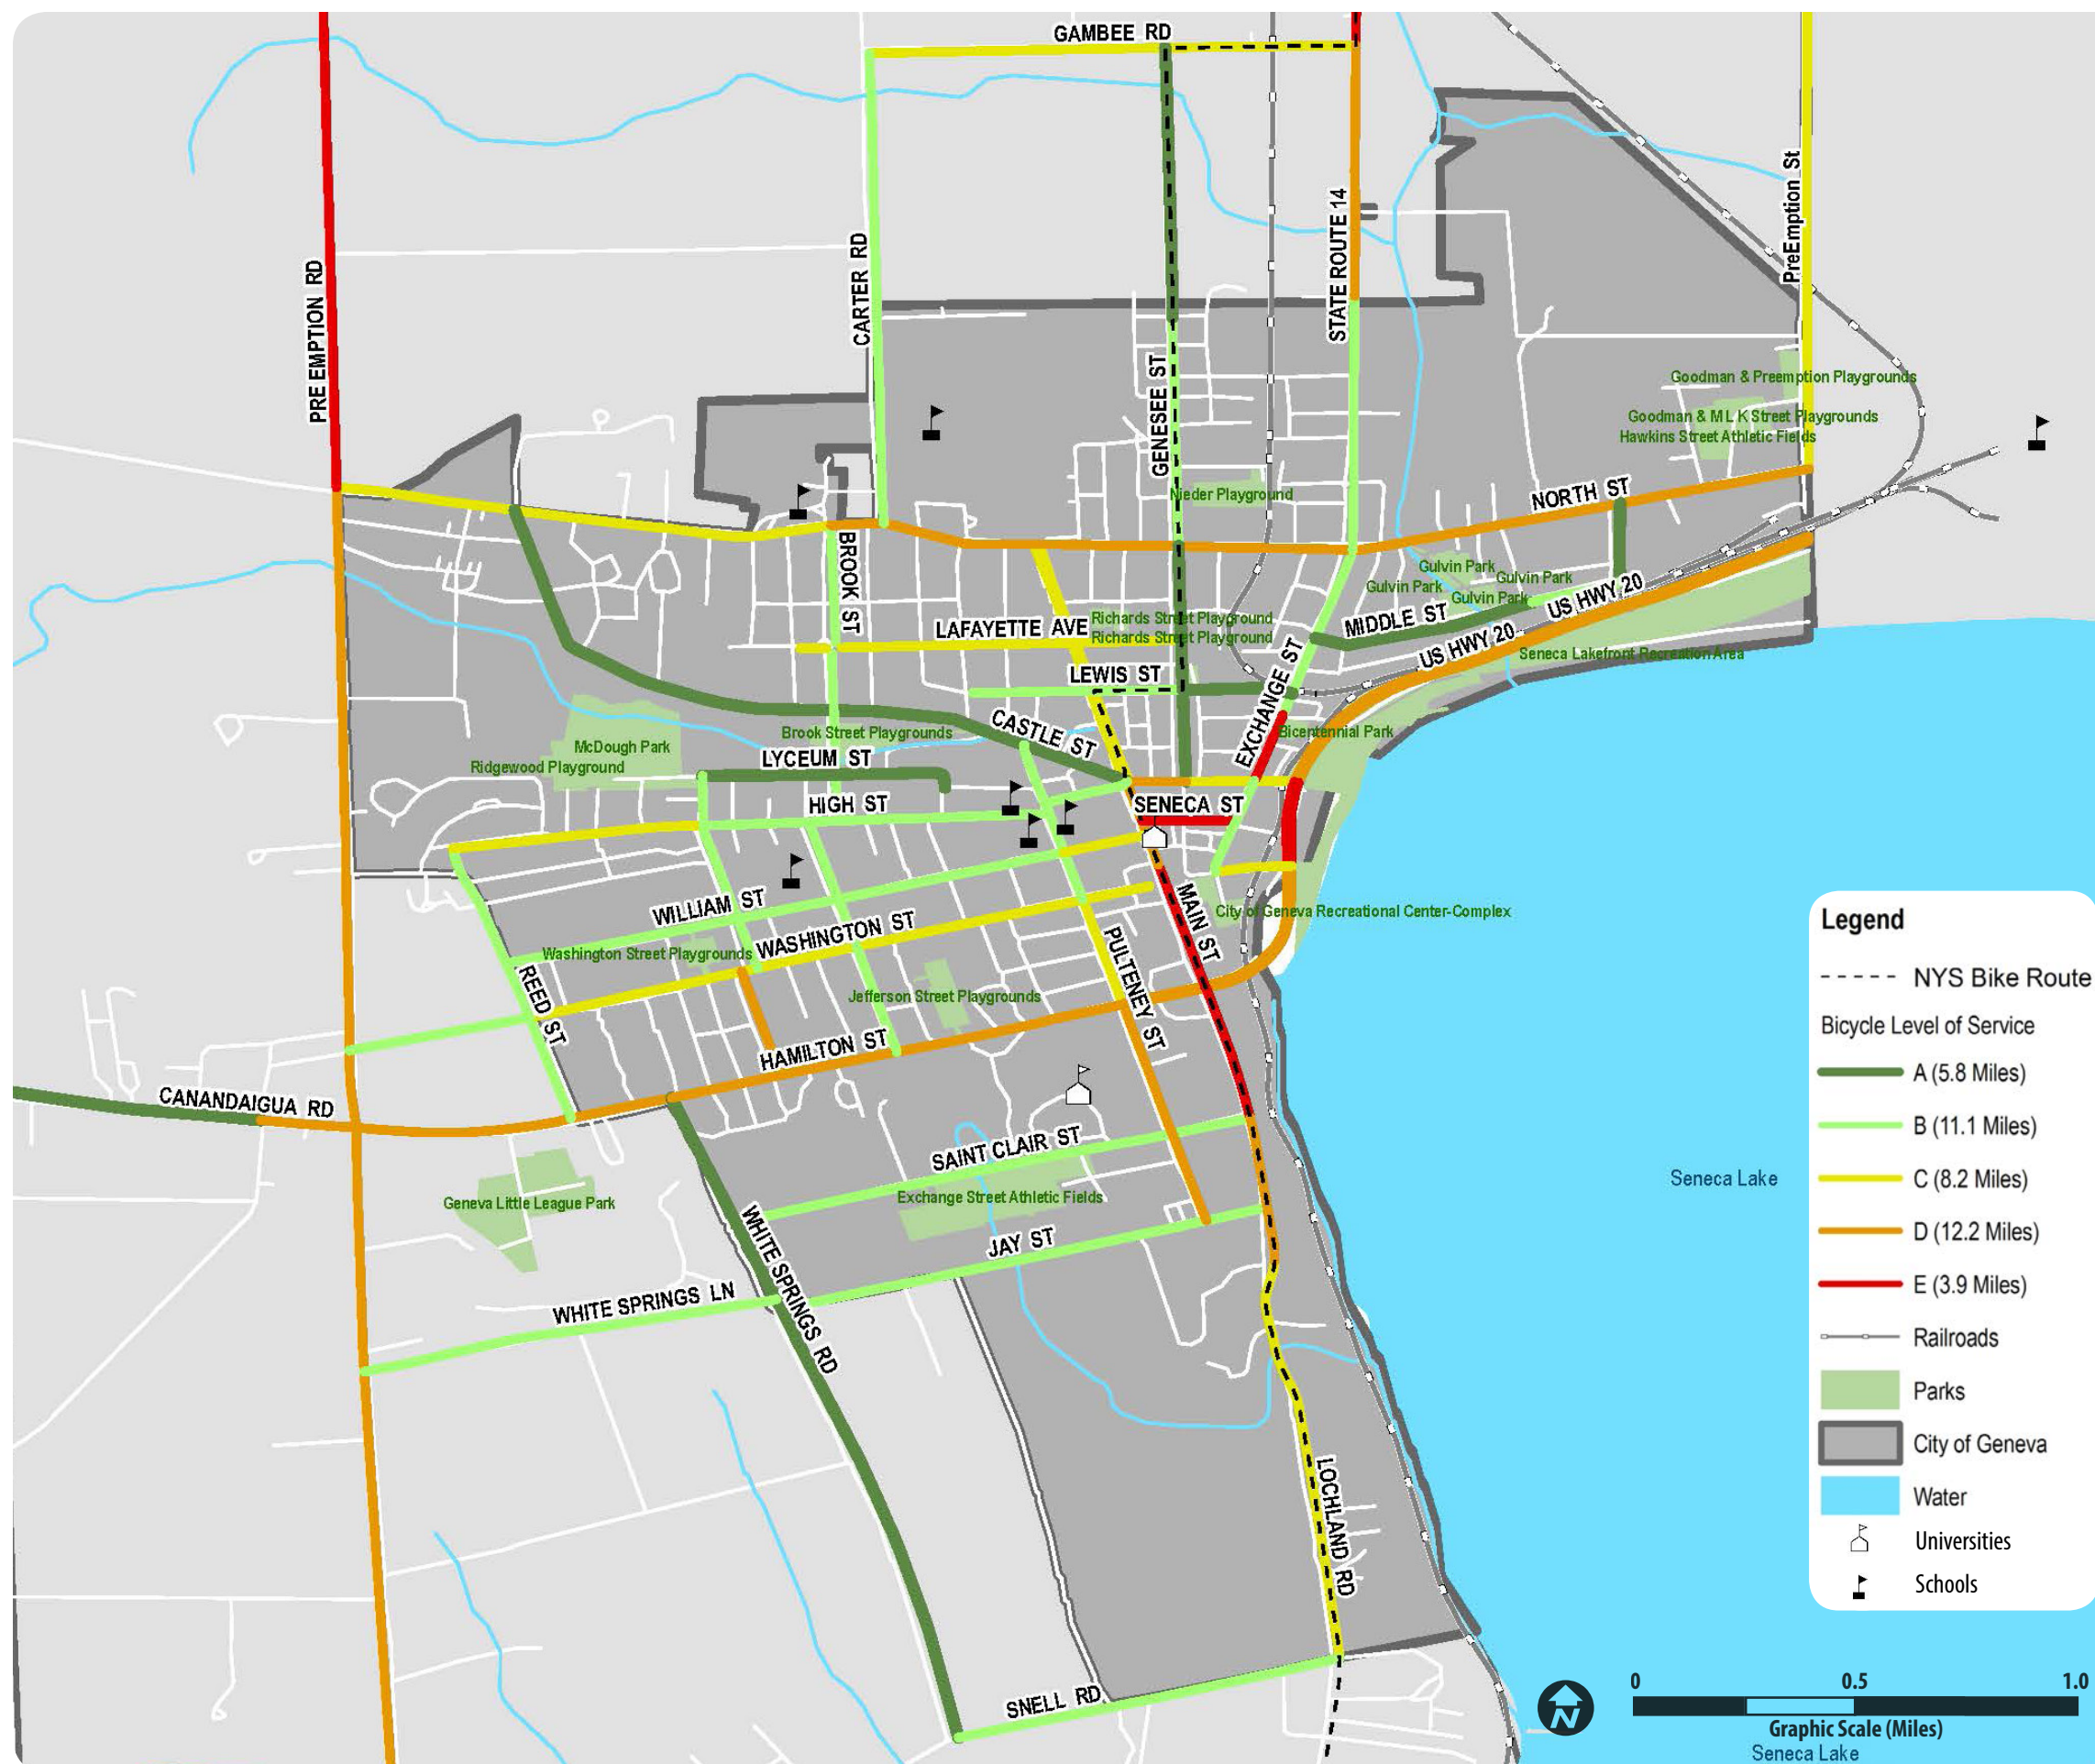 GAMBEE RD
PRE EMPTION RD
CARTER RD
STATE ROUTE 14
PreEmption St
GENESEE ST
Goodman & Preemption Playgrounds
Goodman & M L K Street Playgrounds
Hawkins Street Athletic Fields
Nieder Playground
NORTH ST
BROOK ST
Gulvin Park
Gulvin Park
Gulvin Park
Gulvin Park
US HWY 20
MIDDLE ST
US HWY 20
LAFAYETTE AVE
Richards Street Playground
Richards Street Playground
Seneca Lakefront Recreation Area
LEWIS ST
EXCHANGE ST
CASTLE ST
Bicentennial Park
Brook Street Playgrounds
McDough Park
Ridgewood Playground
LYCEUM ST
HIGH ST
SENECA ST
WILLIAM ST
WASHINGTON ST
Washington Street Playgrounds
MAIN ST
City of Geneva Recreational Center-Complex
PULTENEY ST
REED ST
Jefferson Street Playgrounds
HAMILTON ST
CANANDAIGUA RD
SAINT CLAIR ST
Exchange Street Athletic Fields
Geneva Little League Park
JAY ST
WHITE SPRINGS RD
WHITE SPRINGS LN
LOCHLAND RD
SNELL RD
Seneca Lake
Legend
NYS Bike Route
Bicycle Level of Service
A (5.8 Miles)
B (11.1 Miles)
C (8.2 Miles)
D (12.2 Miles)
E (3.9 Miles)
Railroads
Parks
City of Geneva
Water
Universities
Schools
N
0 0.5 1.0
Graphic Scale (Miles)
Seneca Lake